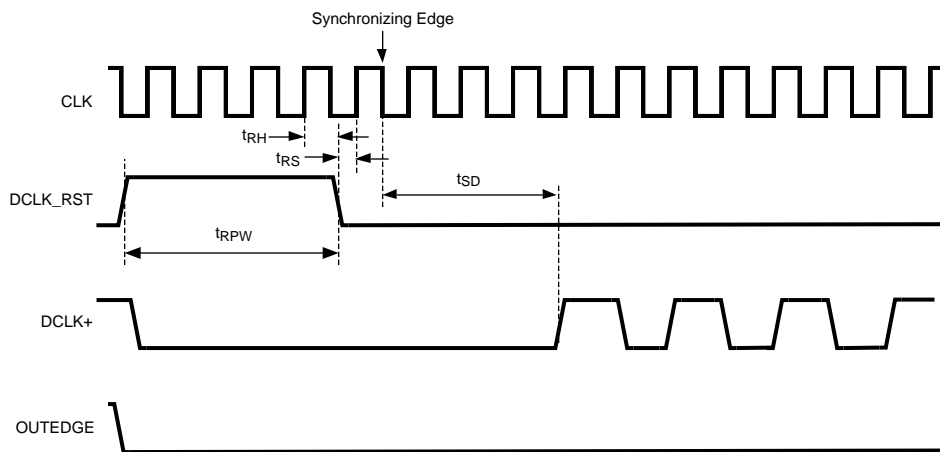 Synchronizing Edge
CLK
tRH
tRS
tSD
DCLK_RST
tRPW
DCLK+
OUTEDGE